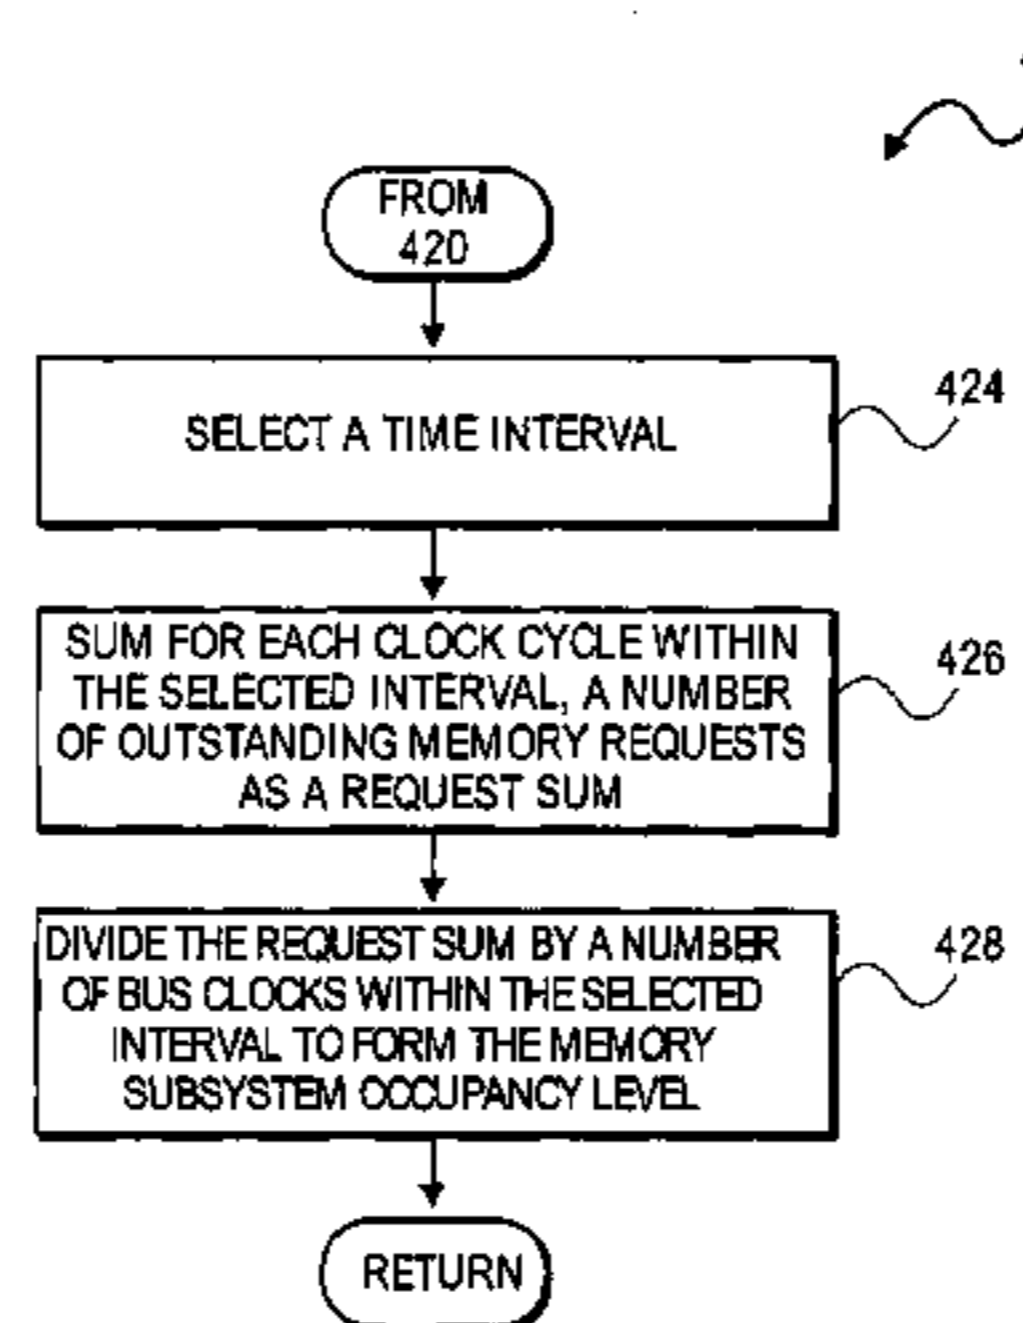 FROM
420
SELECT A TIME INTERVAL
424
SUM FOR EACH CLOCK CYCLE WITHIN
THE SELECTED INTERVAL, A NUMBER
OF OUTSTANDING MEMORY REQUESTS
AS A REQUEST SUM
426
DIVIDE THE REQUEST SUM BY A NUMBER
OF BUS CLOCKS WITHIN THE SELECTED
INTERVAL TO FORM THE MEMORY
SUBSYSTEM OCCUPANCY LEVEL
428
RETURN